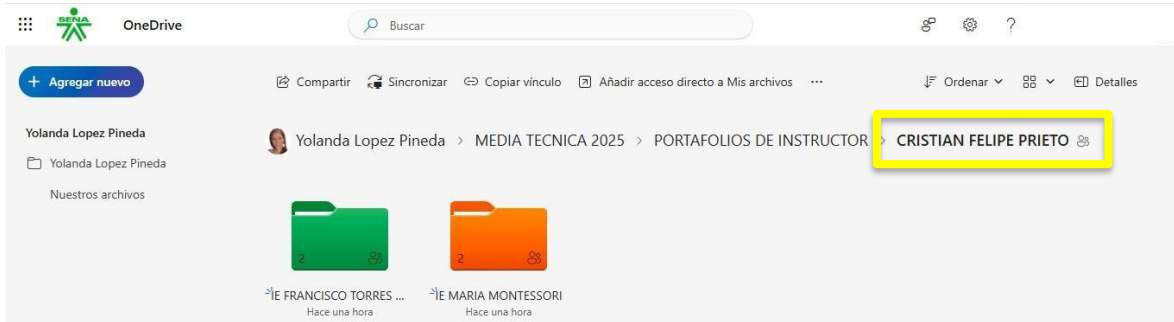 SENA
OneDrive
Buscar
?
+ Agregar nuevo
Compartir Sincronizar Copiar vínculo Añadir acceso directo a Mis archivos ...
Ordenar Detalles
Yolanda Lopez Pineda
Yolanda Lopez Pineda
Nuestros archivos
Yolanda Lopez Pineda > MEDIA TECNICA 2025 > PORTAFOLIOS DE INSTRUCTOR > CRISTIAN FELIPE PRIETO
2
2
IE FRANCISCO TORRES ...
Hace una hora
IE MARIA MONTESSORI
Hace una hora